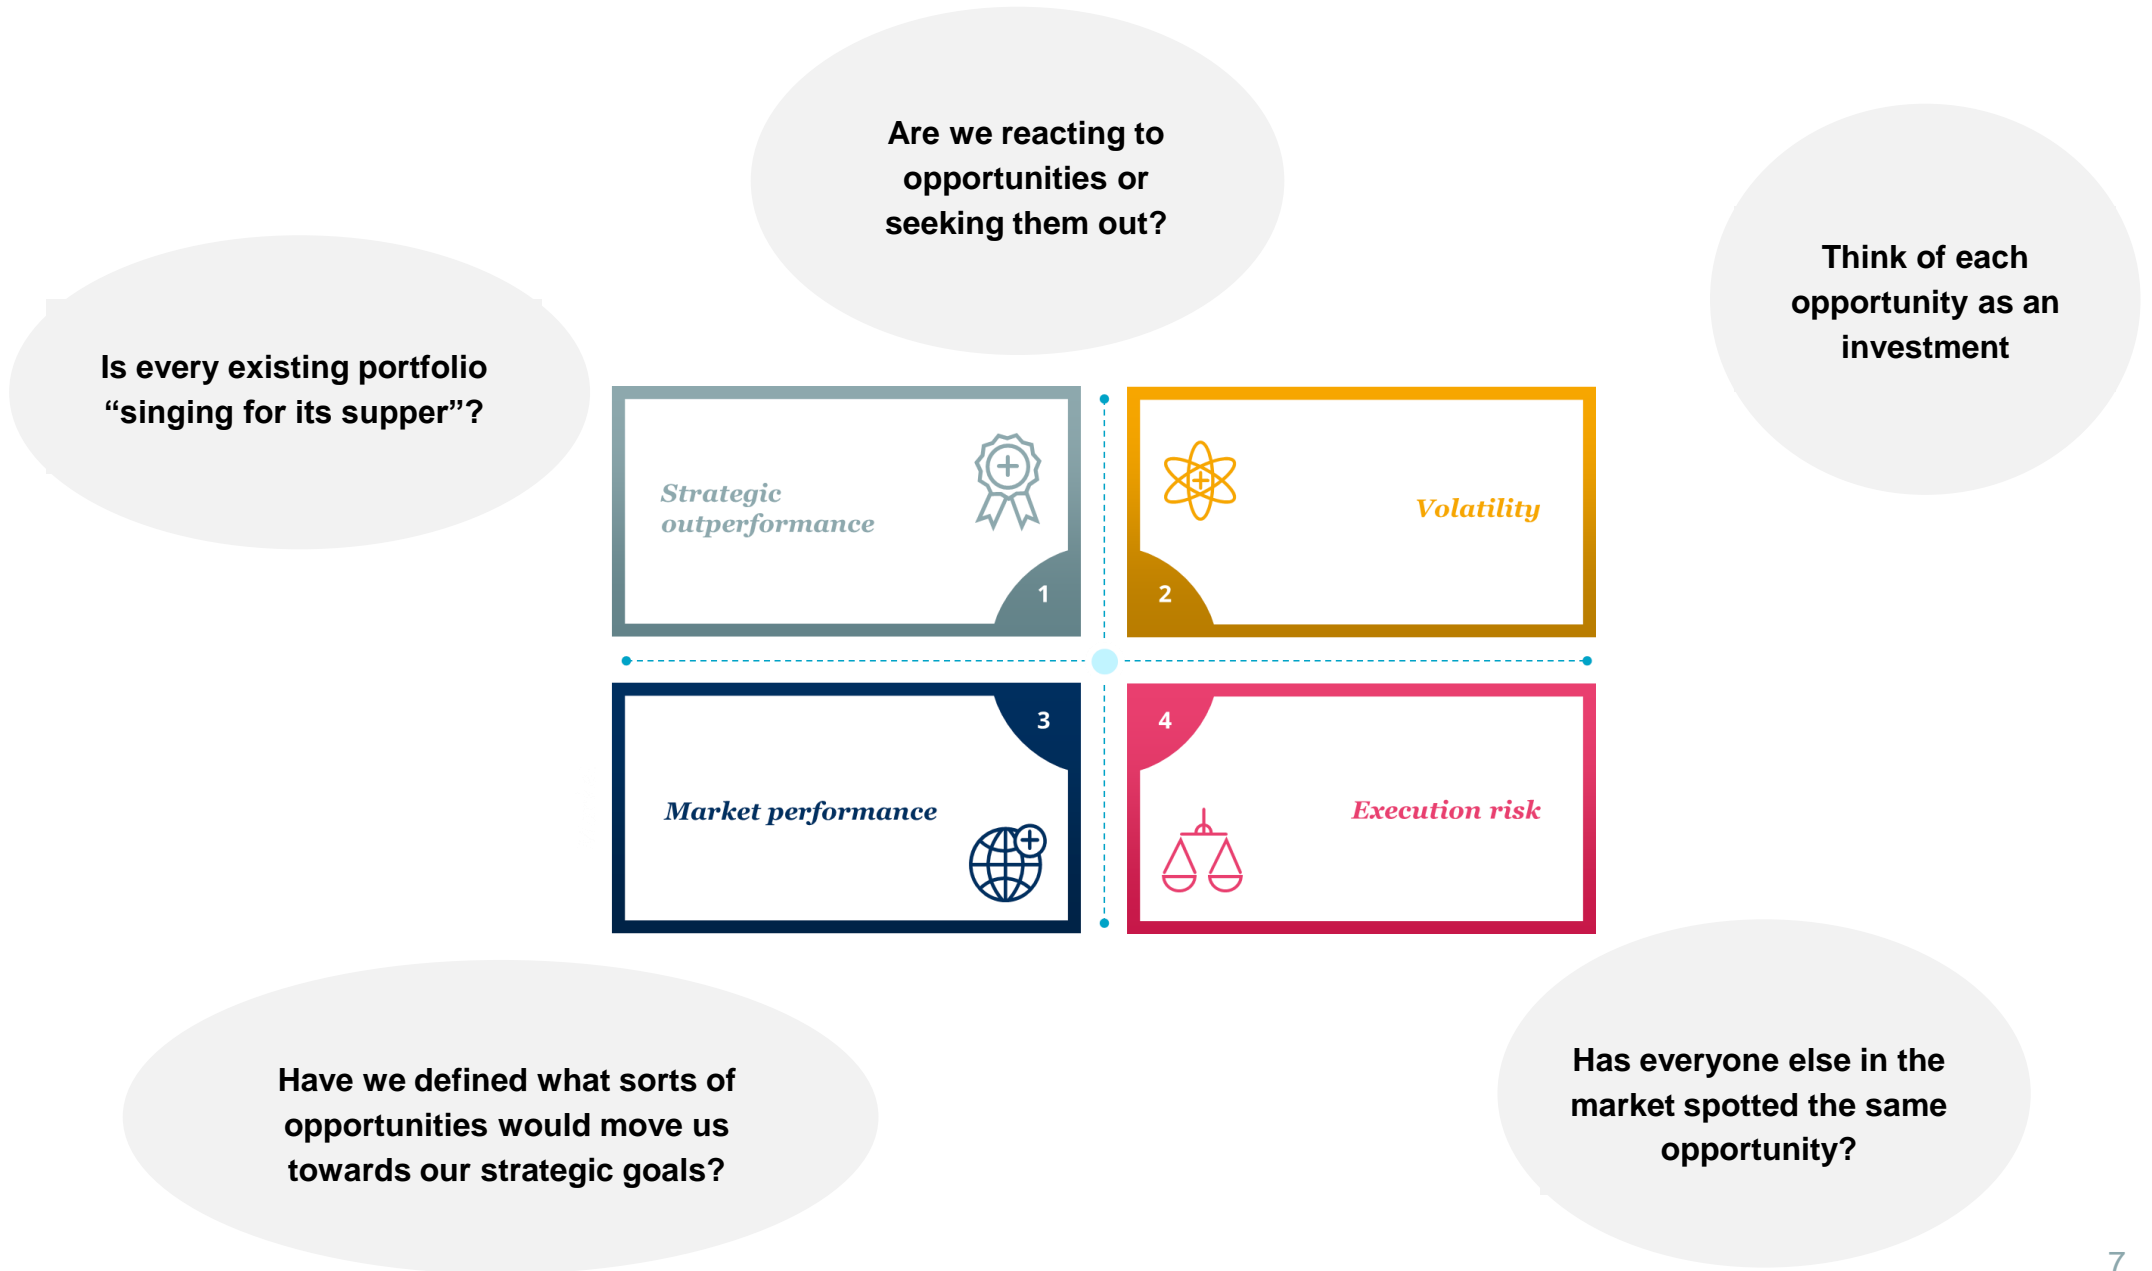 Are we reacting to
opportunities or
seeking them out?
Think of each
opportunity as an
investment
Is every existing portfolio
“singing for its supper”?
Strategic
outperformance
1
Volatility
2
Market performance
3
Execution risk
4
Have we defined what sorts of
opportunities would move us
towards our strategic goals?
Has everyone else in the
market spotted the same
opportunity?
7